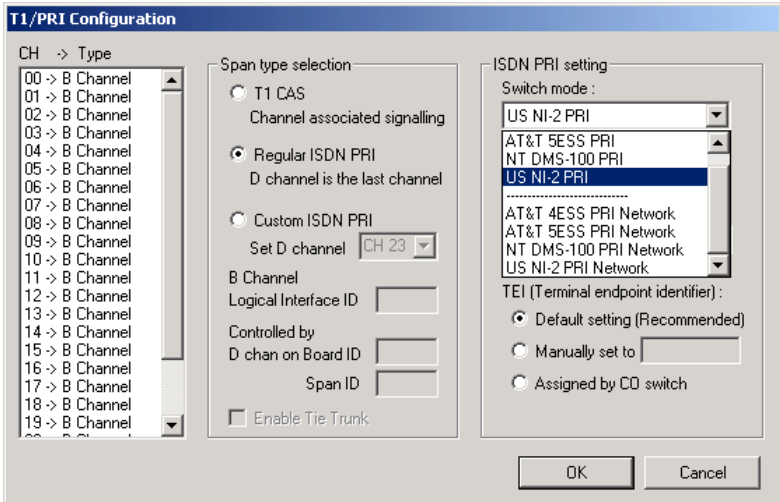 T1/PRI Configuration
CH -> Type
00 -> B Channel
01 -> B Channel
02 -> B Channel
03 -> B Channel
04 -> B Channel
05 -> B Channel
06 -> B Channel
07 -> B Channel
08 -> B Channel
09 -> B Channel
10 -> B Channel
11 -> B Channel
12 -> B Channel
13 -> B Channel
14 -> B Channel
15 -> B Channel
16 -> B Channel
17 -> B Channel
18 -> B Channel
19 -> B Channel
Span type selection
T1 CAS
Channel associated signalling
Regular ISDN PRI
D channel is the last channel
Custom ISDN PRI
Set D channel CH 23
B Channel
Logical Interface ID
Controlled by
D chan on Board ID
Span ID
Enable Tie Trunk
ISDN PRI setting
Switch mode :
US NI-2 PRI
AT&T 5ESS PRI
NT DMS-100 PRI
US NI-2 PRI
----------------------------
AT&T 4ESS PRI Network
AT&T 5ESS PRI Network
NT DMS-100 PRI Network
US NI-2 PRI Network
TEI (Terminal endpoint identifier) :
Default setting (Recommended)
Manually set to
Assigned by CO switch
OK
Cancel